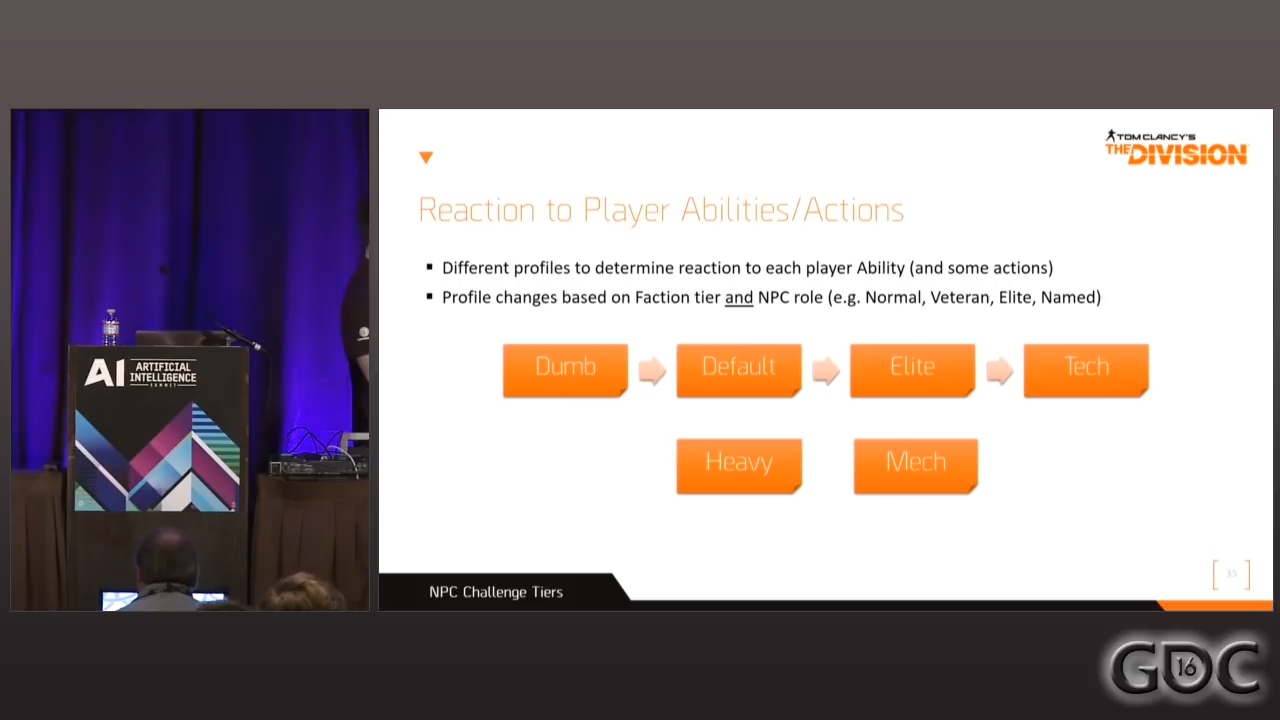 TOM CLANCY'S
THE DIVISION
Reaction to Player Abilities/Actions
▪ Different profiles to determine reaction to each player Ability (and some actions)
▪ Profile changes based on Faction tier and NPC role (e.g. Normal, Veteran, Elite, Named)
Dumb
Default
Elite
Tech
Heavy
Mech
NPC Challenge Tiers
33
AI ARTIFICIAL
INTELLIGENCE
SUMMIT
GDC 16